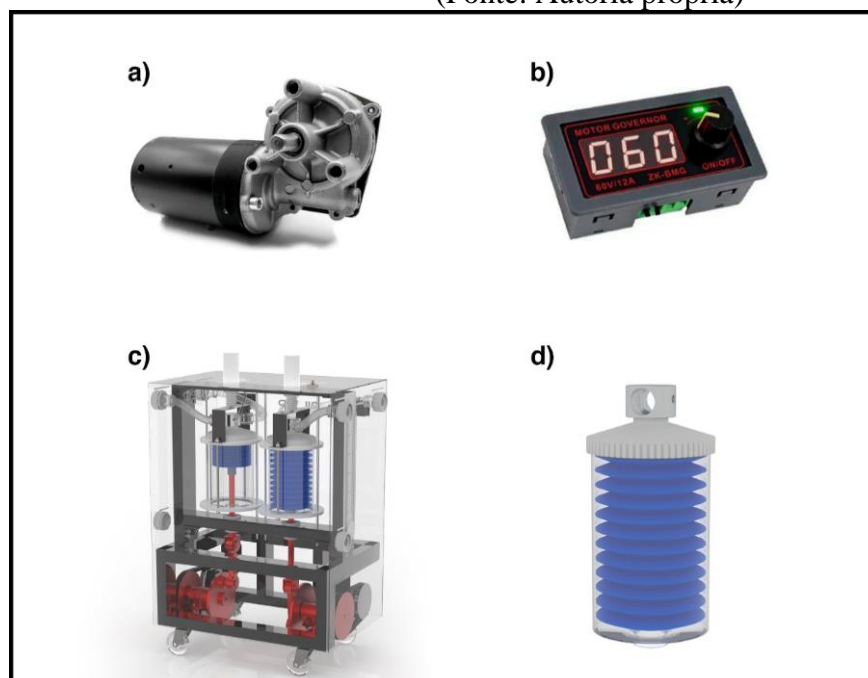 (Fonte: Autoria própria)
a)
b)
MOTOR GOVERNOR
060
ON/OFF
60V/12A ZK-BMG
c)
d)